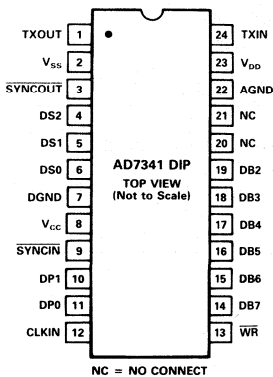 TXOUT 1 24 TXIN
VSS 2 23 VDD
SYNCOUT 3 22 AGND
DS2 4 21 NC
DS1 5 20 NC
DS0 6 19 DB2
DGND 7 18 DB3
VCC 8 17 DB4
SYNCIN 9 16 DB5
DP1 10 15 DB6
DP0 11 14 DB7
CLKIN 12 13 WR
AD7341 DIP
TOP VIEW
(Not to Scale)
NC = NO CONNECT